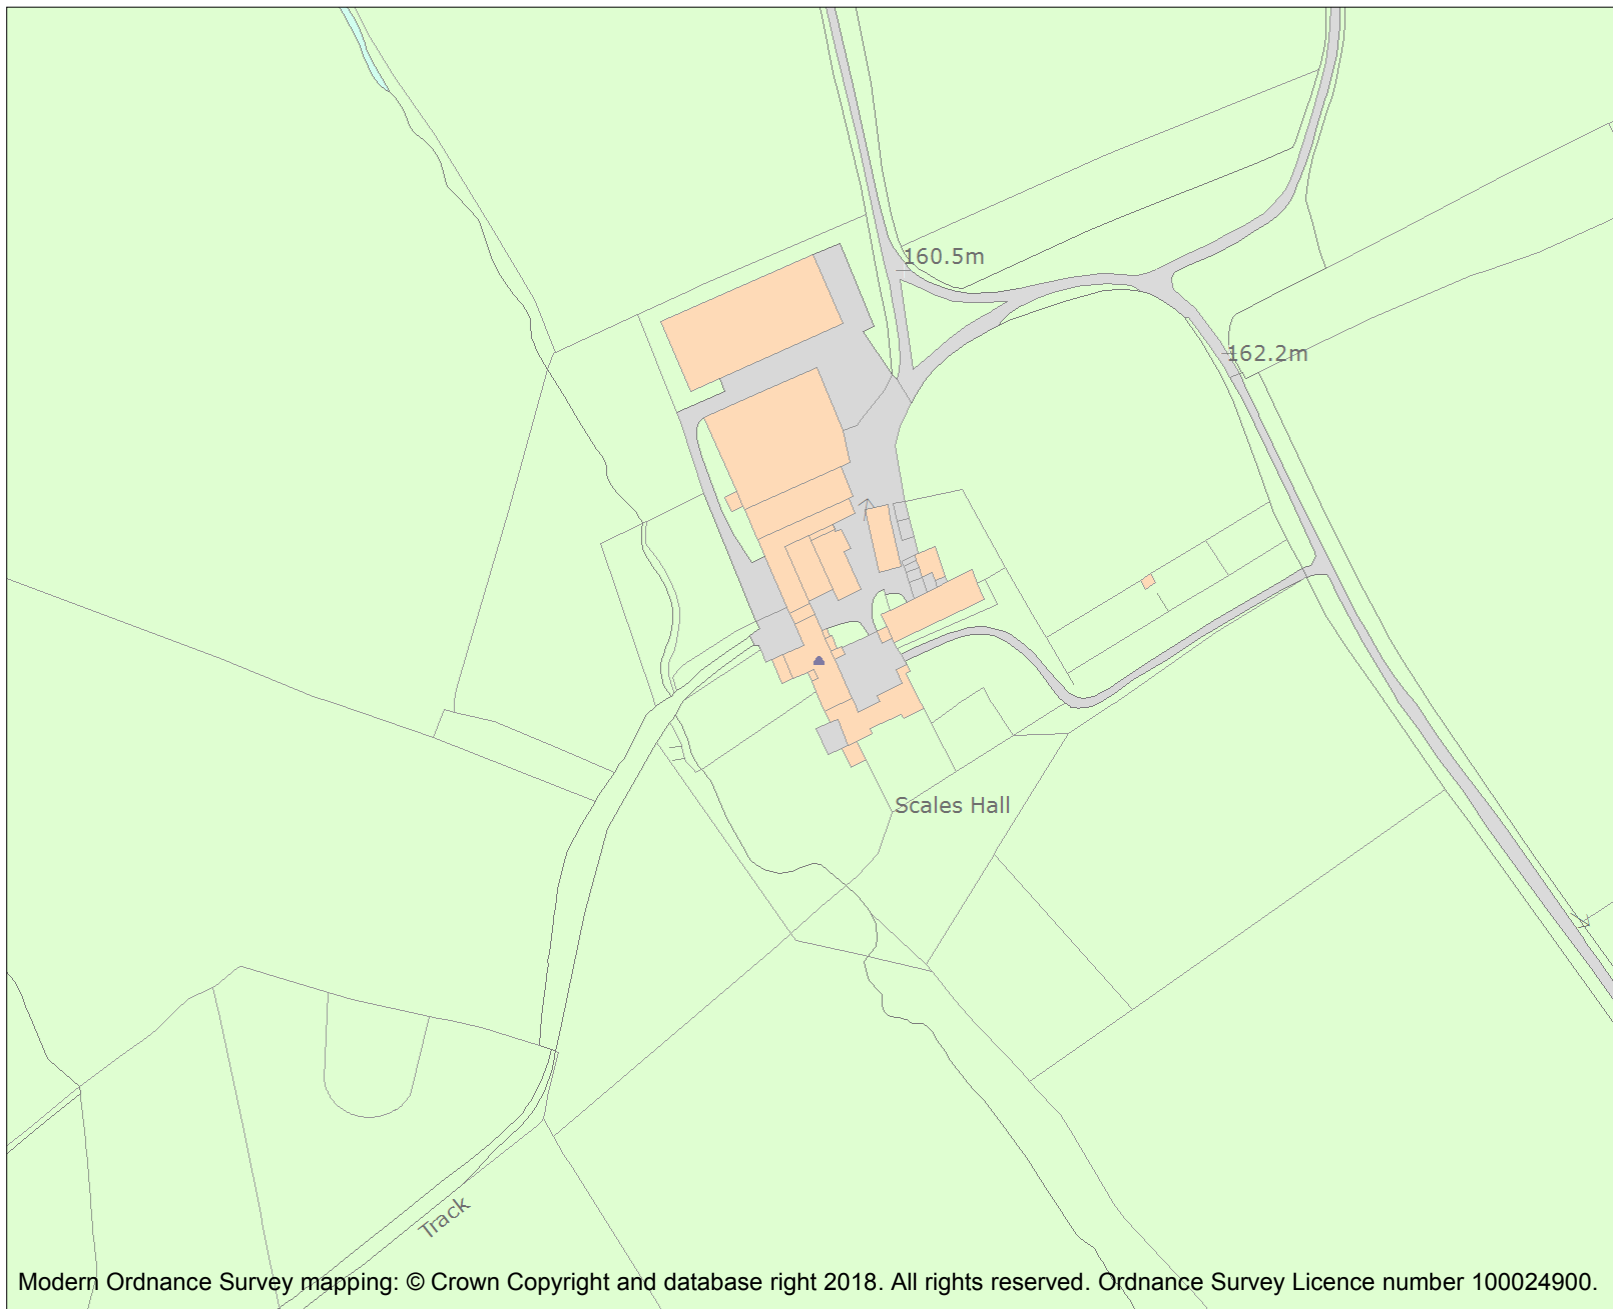 160.5m
162.2m
Scales Hall
Track
Modern Ordnance Survey mapping: © Crown Copyright and database right 2018. All rights reserved. Ordnance Survey Licence number 100024900.